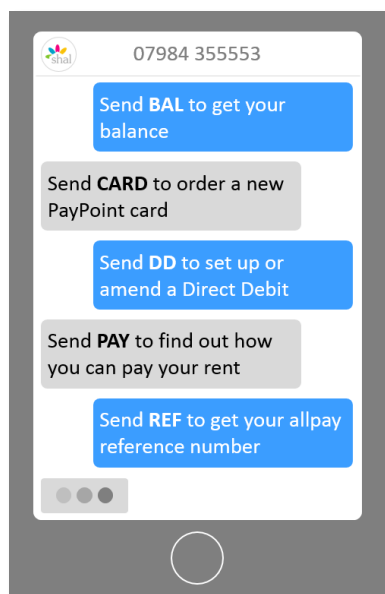 shal
07984 355553
Send BAL to get your
balance
Send CARD to order a new
PayPoint card
Send DD to set up or
amend a Direct Debit
Send PAY to find out how
you can pay your rent
Send REF to get your allpay
reference number